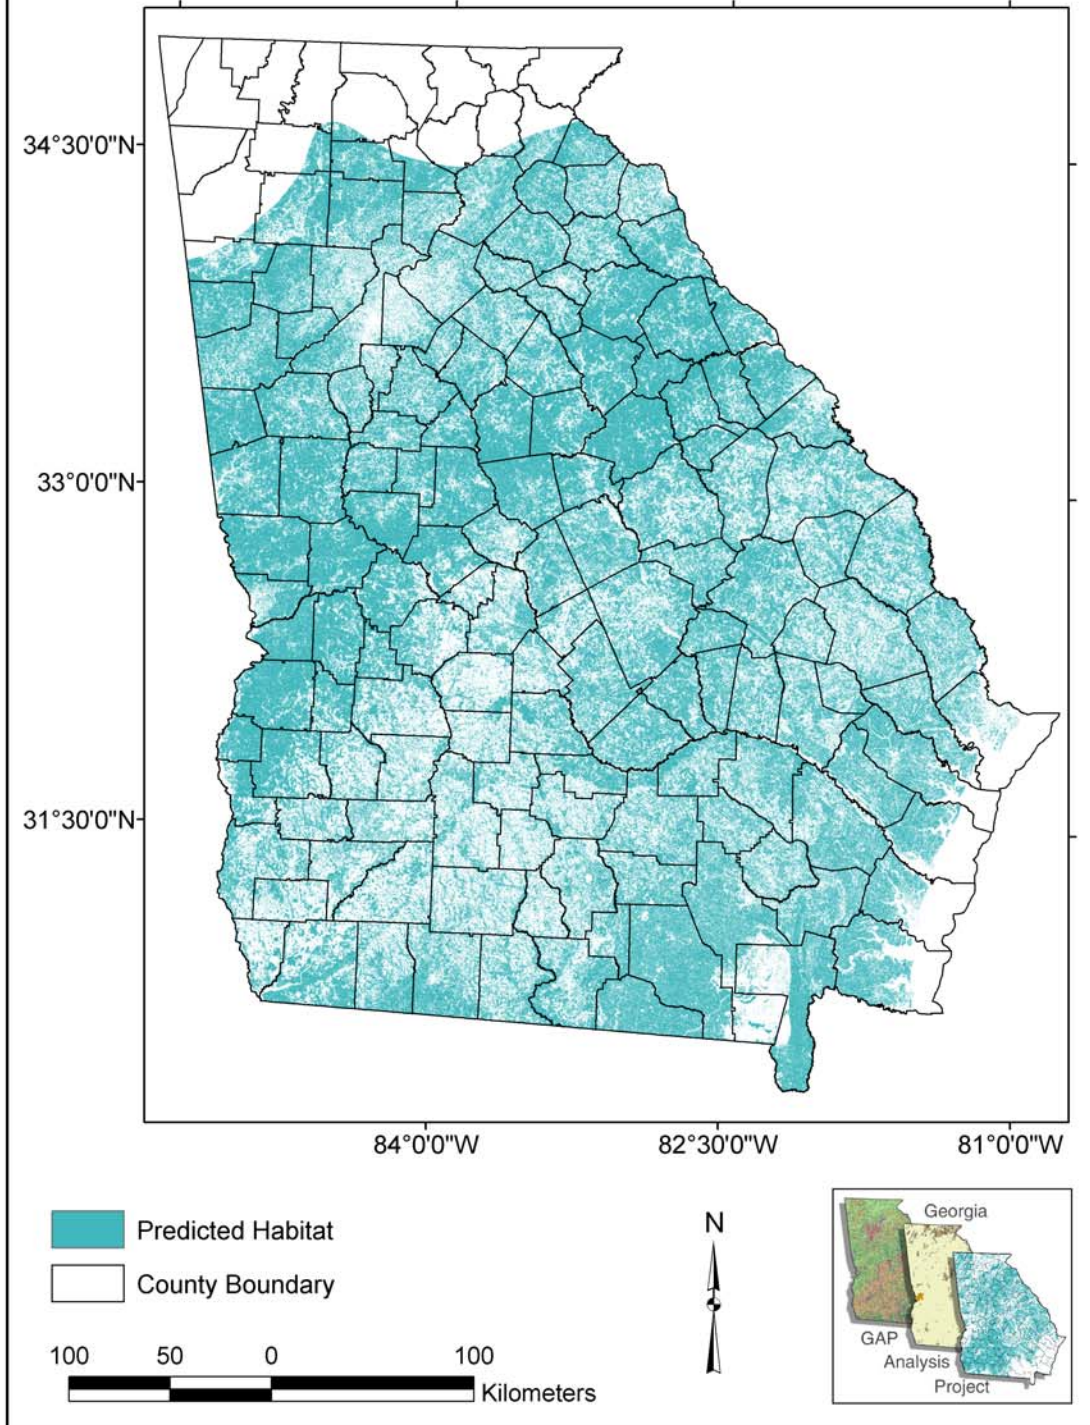 34°30'0"N
33°0'0"N
31°30'0"N
84°0'0"W 82°30'0"W 81°0'0"W
Predicted Habitat
County Boundary
100 50 0 100
Kilometers
N
Georgia
GAP
Analysis
Project